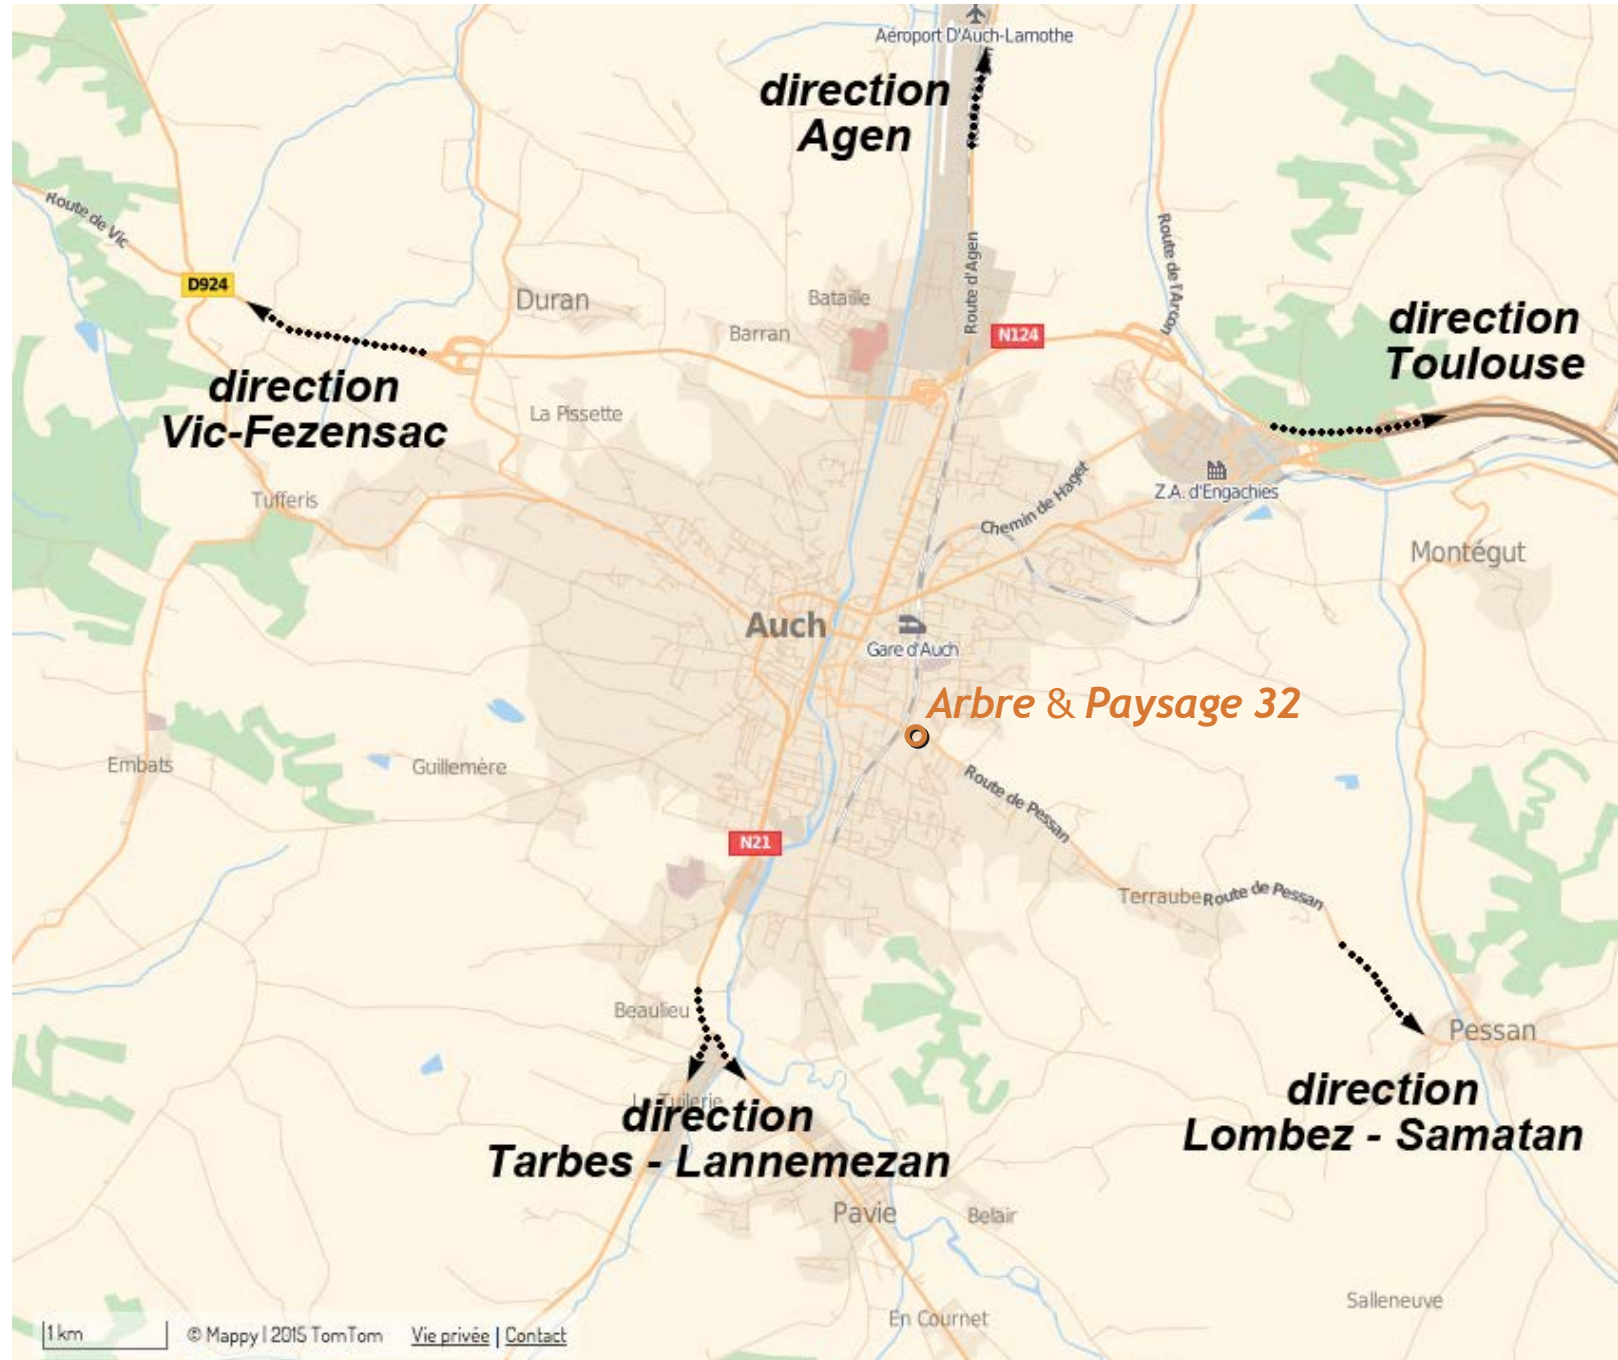 Aéroport D'Auch-Lamothe
direction
Agen
Route de Vic
Route d'Agen
Route de l'Arçon
D924
Duran
Bataille
Barran
N124
direction
Toulouse
direction
Vic-Fezensac
La Pissette
Tufferis
Chemin de Haget
Z.A. d'Engachies
Montégut
Auch
Gare d'Auch
Arbre & Paysage 32
Embats
Guillemère
Route de Pessan
N21
Terraube
Route de Pessan
Beaulieu
Pessan
La Tuilerie
direction
Tarbes - Lannemezan
direction
Lombez - Samatan
Pavie
Belair
Salleneuve
En Cournet
1 km
© Mappy | 2015 TomTom Vie privée | Contact